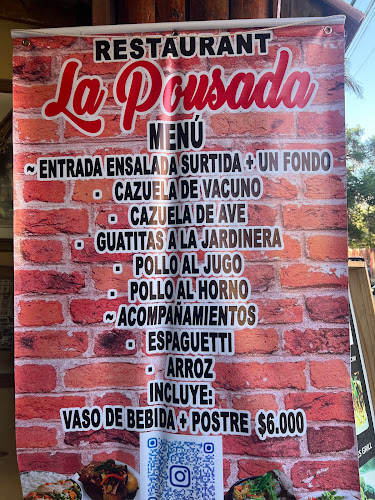 RESTAURANT
La Pousada
MENÚ
~ ENTRADA ENSALADA SURTIDA + UN FONDO
· CAZUELA DE VACUNO
· CAZUELA DE AVE
· GUATITAS A LA JARDINERA
· POLLO AL JUGO
· POLLO AL HORNO
~ ACOMPAÑAMIENTOS
· ESPAGUETTI
· ARROZ
INCLUYE:
VASO DE BEBIDA + POSTRE $6.000